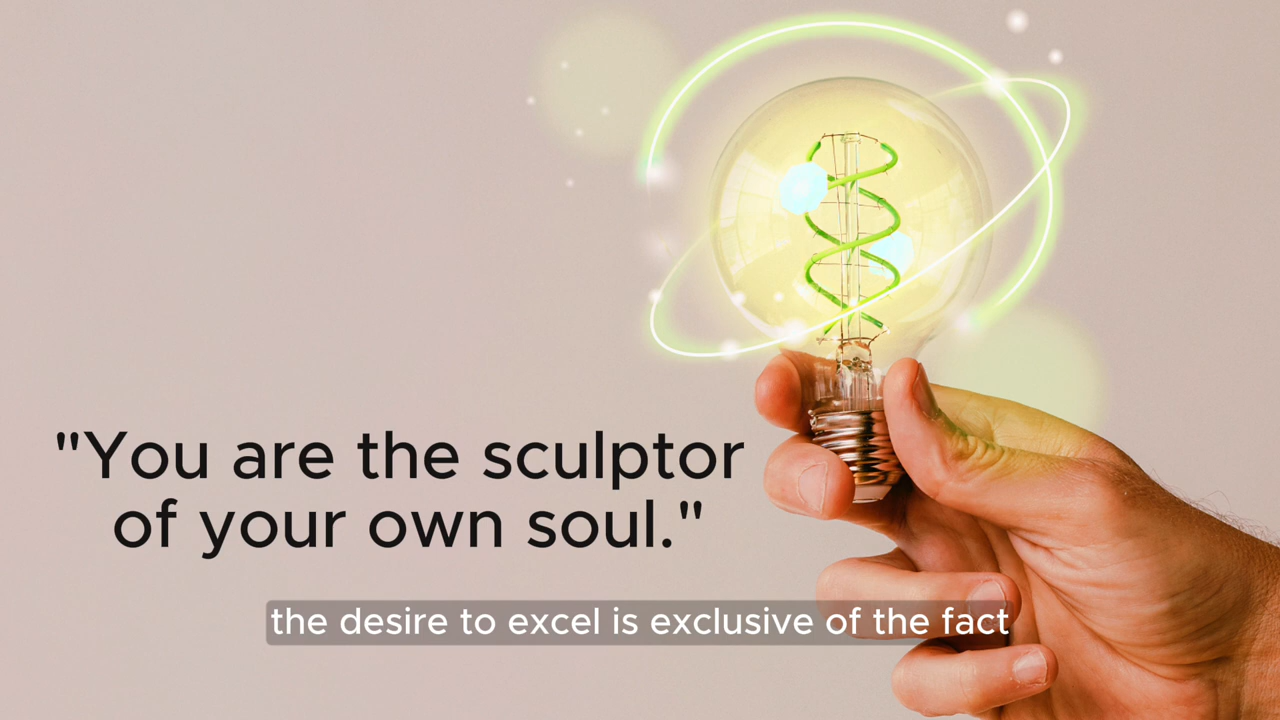 "You are the sculptor
of your own soul."
the desire to excel is exclusive of the fact